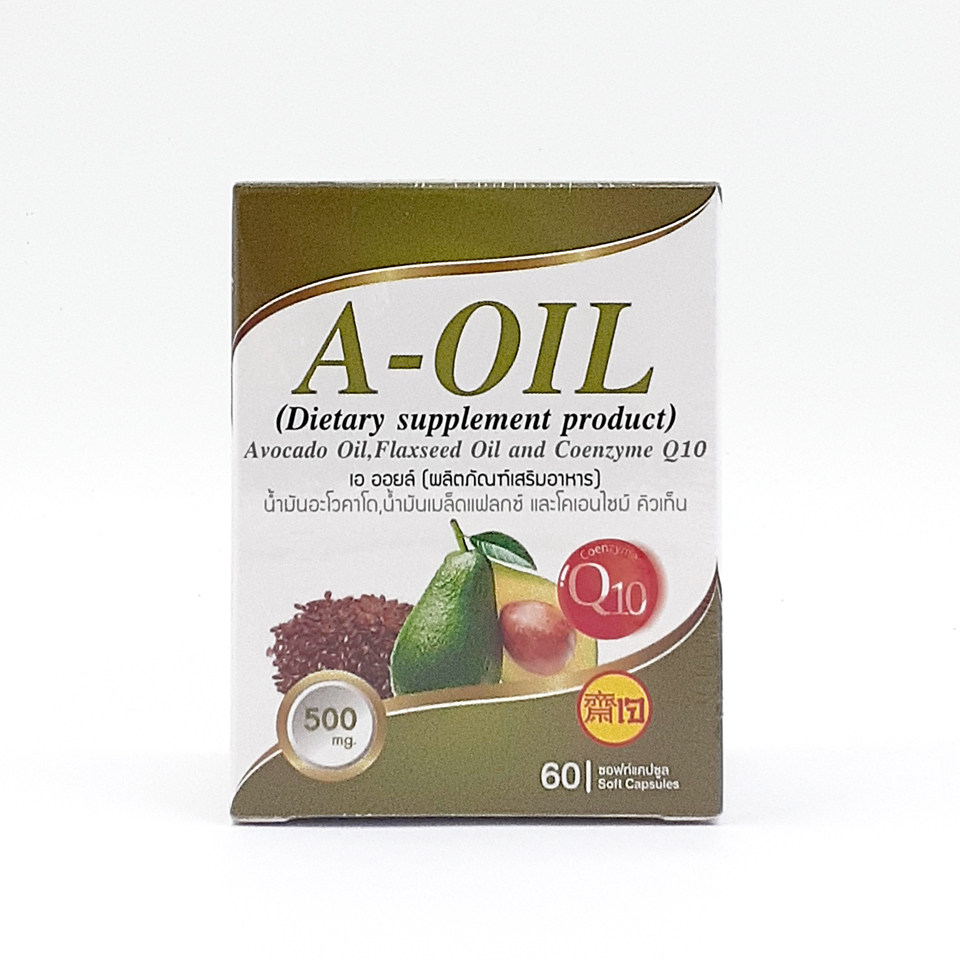 A-OIL
(Dietary supplement product)
Avocado Oil,Flaxseed Oil and Coenzyme Q10
เอ ออยล์ (ผลิตภัณฑ์เสริมอาหาร)
น้ำมันอะโวคาโด,น้ำมันเมล็ดแฟลกซ์ และโคเอนไซม์ คิวเท็น
Coenzyme
Q10
500
mg.
齋เจ
60 ซอฟท์แคปซูล
Soft Capsules